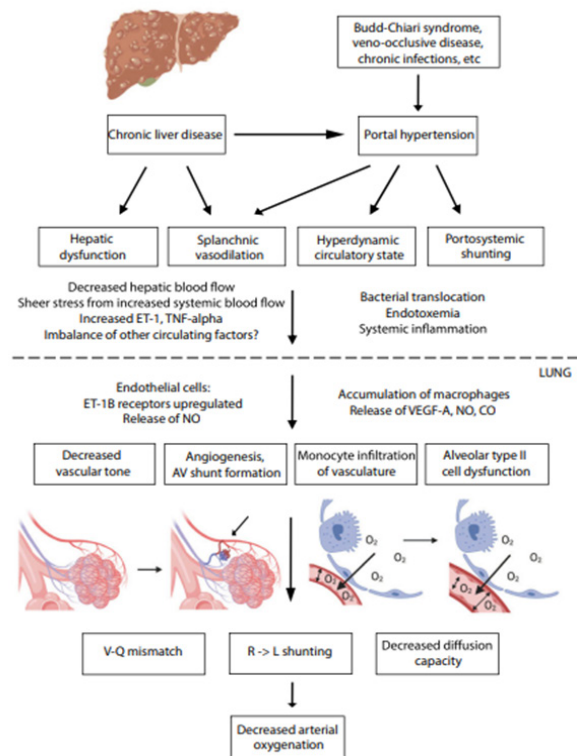 Budd-Chiari syndrome,
veno-occlusive disease,
chronic infections, etc
Chronic liver disease
Portal hypertension
Hepatic
dysfunction
Splanchnic
vasodilation
Hyperdynamic
circulatory state
Portosystemic
shunting
Decreased hepatic blood flow
Sheer stress from increased systemic blood flow
Increased ET-1, TNF-alpha
Imbalance of other circulating factors?
Bacterial translocation
Endotoxemia
Systemic inflammation
LUNG
Endothelial cells:
ET-1B receptors upregulated
Release of NO
Accumulation of macrophages
Release of VEGF-A, NO, CO
Decreased
vascular tone
Angiogenesis,
AV shunt formation
Monocyte infiltration
of vasculature
Alveolar type II
cell dysfunction
O₂
O₂
O₂
O₂
O₂
O₂
O₂
O₂
V-Q mismatch
R -> L shunting
Decreased diffusion
capacity
Decreased arterial
oxygenation